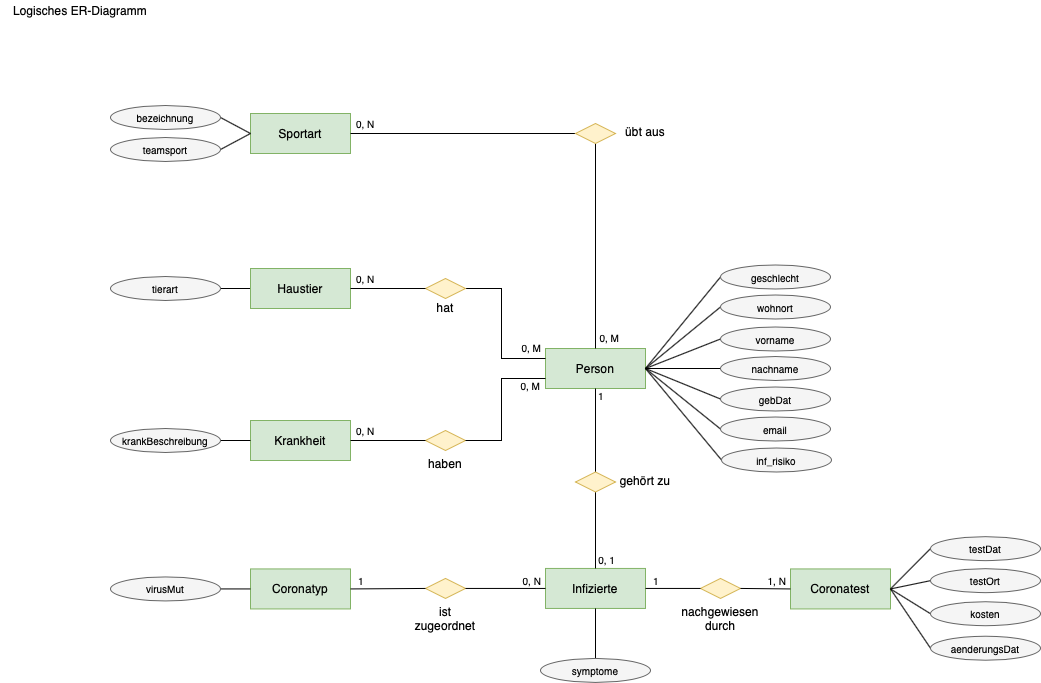 Logisches ER-Diagramm
bezeichnung
teamsport
Sportart
0, N
übt aus
tierart
Haustier
0, N
hat
0, M
0, M
Person
0, M
1
geschlecht
wohnort
vorname
nachname
gebDat
email
inf_risiko
krankBeschreibung
Krankheit
0, N
haben
gehört zu
0, 1
virusMut
Coronatyp
1
ist
zugeordnet
0, N
Infizierte
1
nachgewiesen
durch
1, N
Coronatest
testDat
testOrt
kosten
aenderungsDat
symptome